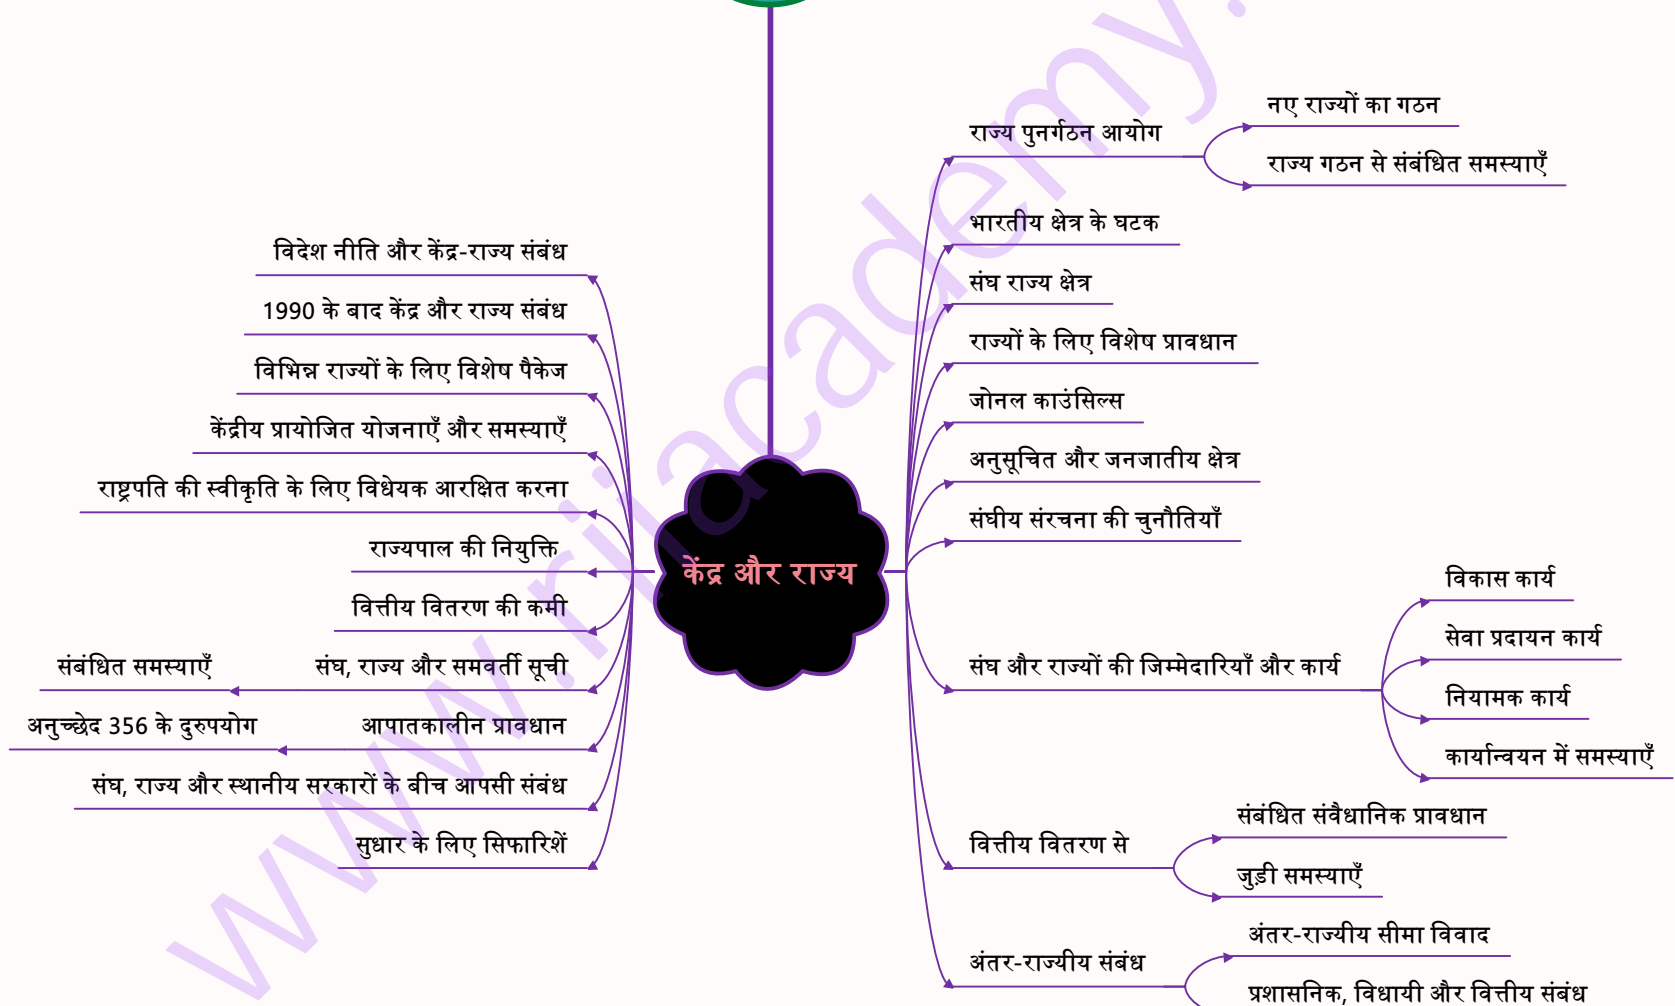 नए राज्यों का गठन
राज्य पुनर्गठन आयोग
राज्य गठन से संबंधित समस्याएँ
भारतीय क्षेत्र के घटक
संघ राज्य क्षेत्र
राज्यों के लिए विशेष प्रावधान
जोनल काउंसिल्स
अनुसूचित और जनजातीय क्षेत्र
संघीय संरचना की चुनौतियाँ
विकास कार्य
सेवा प्रदायन कार्य
संघ और राज्यों की जिम्मेदारियाँ और कार्य
नियामक कार्य
कार्यान्वयन में समस्याएँ
संबंधित संवैधानिक प्रावधान
वित्तीय वितरण से
जुड़ी समस्याएँ
अंतर-राज्यीय सीमा विवाद
अंतर-राज्यीय संबंध
प्रशासनिक, विधायी और वित्तीय संबंध
केंद्र और राज्य
विदेश नीति और केंद्र-राज्य संबंध
1990 के बाद केंद्र और राज्य संबंध
विभिन्न राज्यों के लिए विशेष पैकेज
केंद्रीय प्रायोजित योजनाएँ और समस्याएँ
राष्ट्रपति की स्वीकृति के लिए विधेयक आरक्षित करना
राज्यपाल की नियुक्ति
वित्तीय वितरण की कमी
संघ, राज्य और समवर्ती सूची
संबंधित समस्याएँ
आपातकालीन प्रावधान
अनुच्छेद 356 के दुरुपयोग
संघ, राज्य और स्थानीय सरकारों के बीच आपसी संबंध
सुधार के लिए सिफारिशें